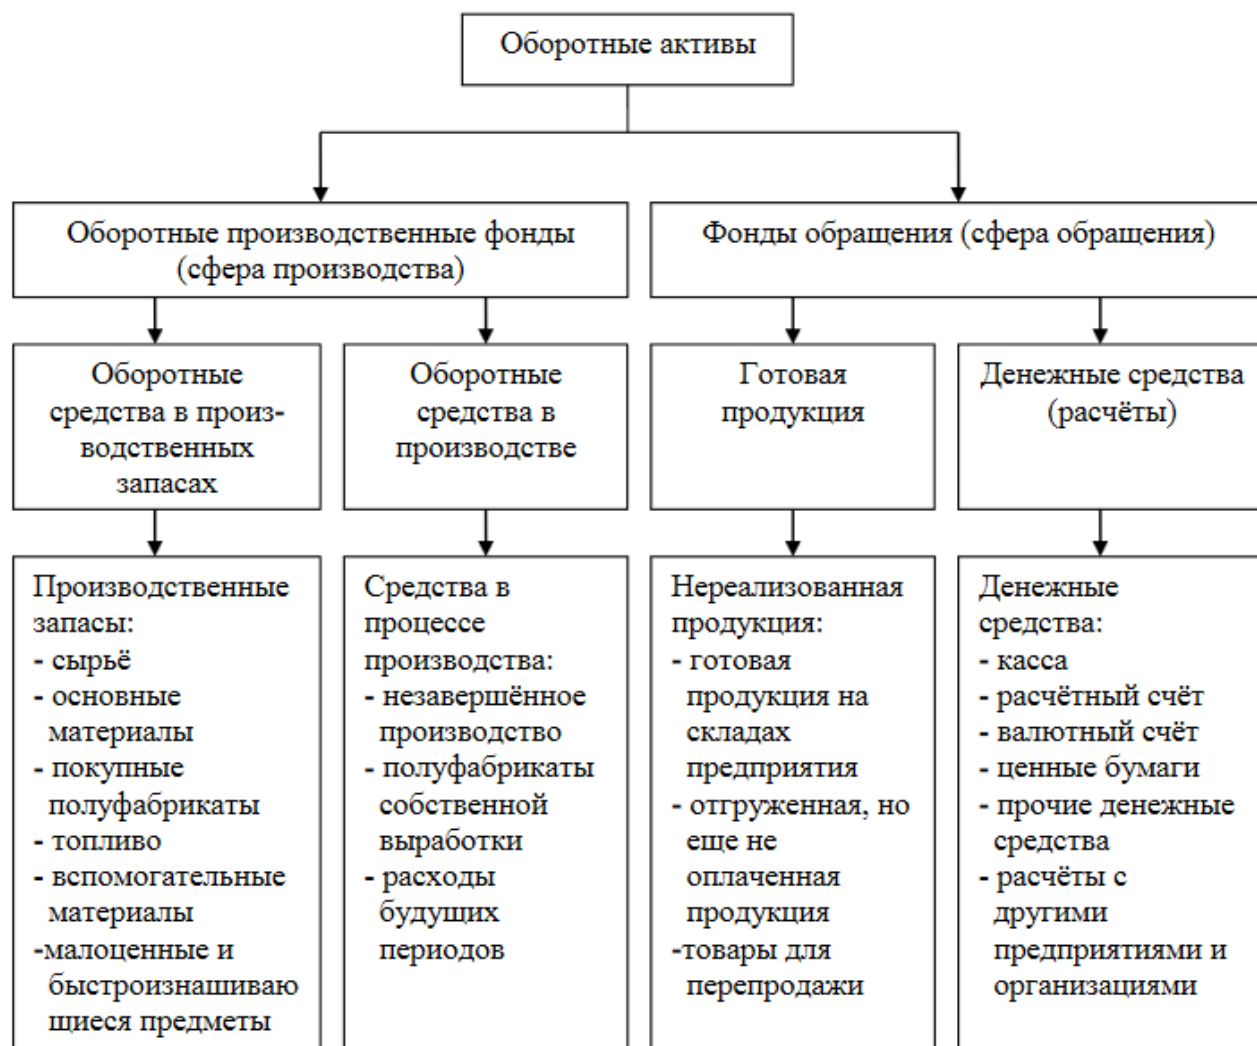 Оборотные активы
Оборотные производственные фонды
(сфера производства)
Фонды обращения (сфера обращения)
Оборотные
средства в произ-
водственных
запасах
Оборотные
средства в
производстве
Готовая
продукция
Денежные средства
(расчёты)
Производственные
запасы:
- сырьё
- основные
материалы
- покупные
полуфабрикаты
- топливо
- вспомогательные
материалы
-малоценные и
быстроизнашиваю
щиеся предметы
Средства в
процессе
производства:
- незавершённое
производство
- полуфабрикаты
собственной
выработки
- расходы
будущих
периодов
Нереализованная
продукция:
- готовая
продукция на
складах
предприятия
- отгруженная, но
еще не
оплаченная
продукция
-товары для
перепродажи
Денежные
средства:
- касса
- расчётный счёт
- валютный счёт
- ценные бумаги
- прочие денежные
средства
- расчёты с
другими
предприятиями и
организациями